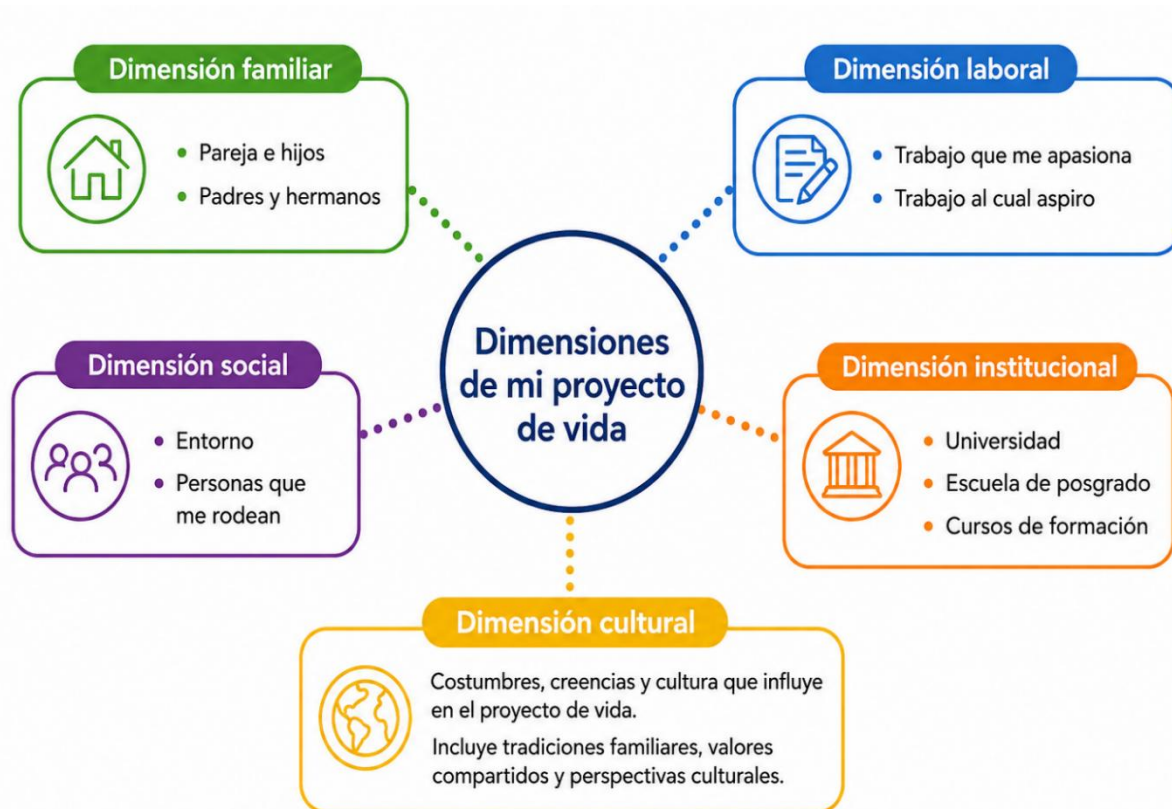 Dimensión familiar
Pareja e hijos
Padres y hermanos
Dimensión laboral
Trabajo que me apasiona
Trabajo al cual aspiro
Dimensiones
de mi proyecto
de vida
Dimensión social
Entorno
Personas que
me rodean
Dimensión institucional
Universidad
Escuela de posgrado
Cursos de formación
Dimensión cultural
Costumbres, creencias y cultura que influye
en el proyecto de vida.
Incluye tradiciones familiares, valores
compartidos y perspectivas culturales.